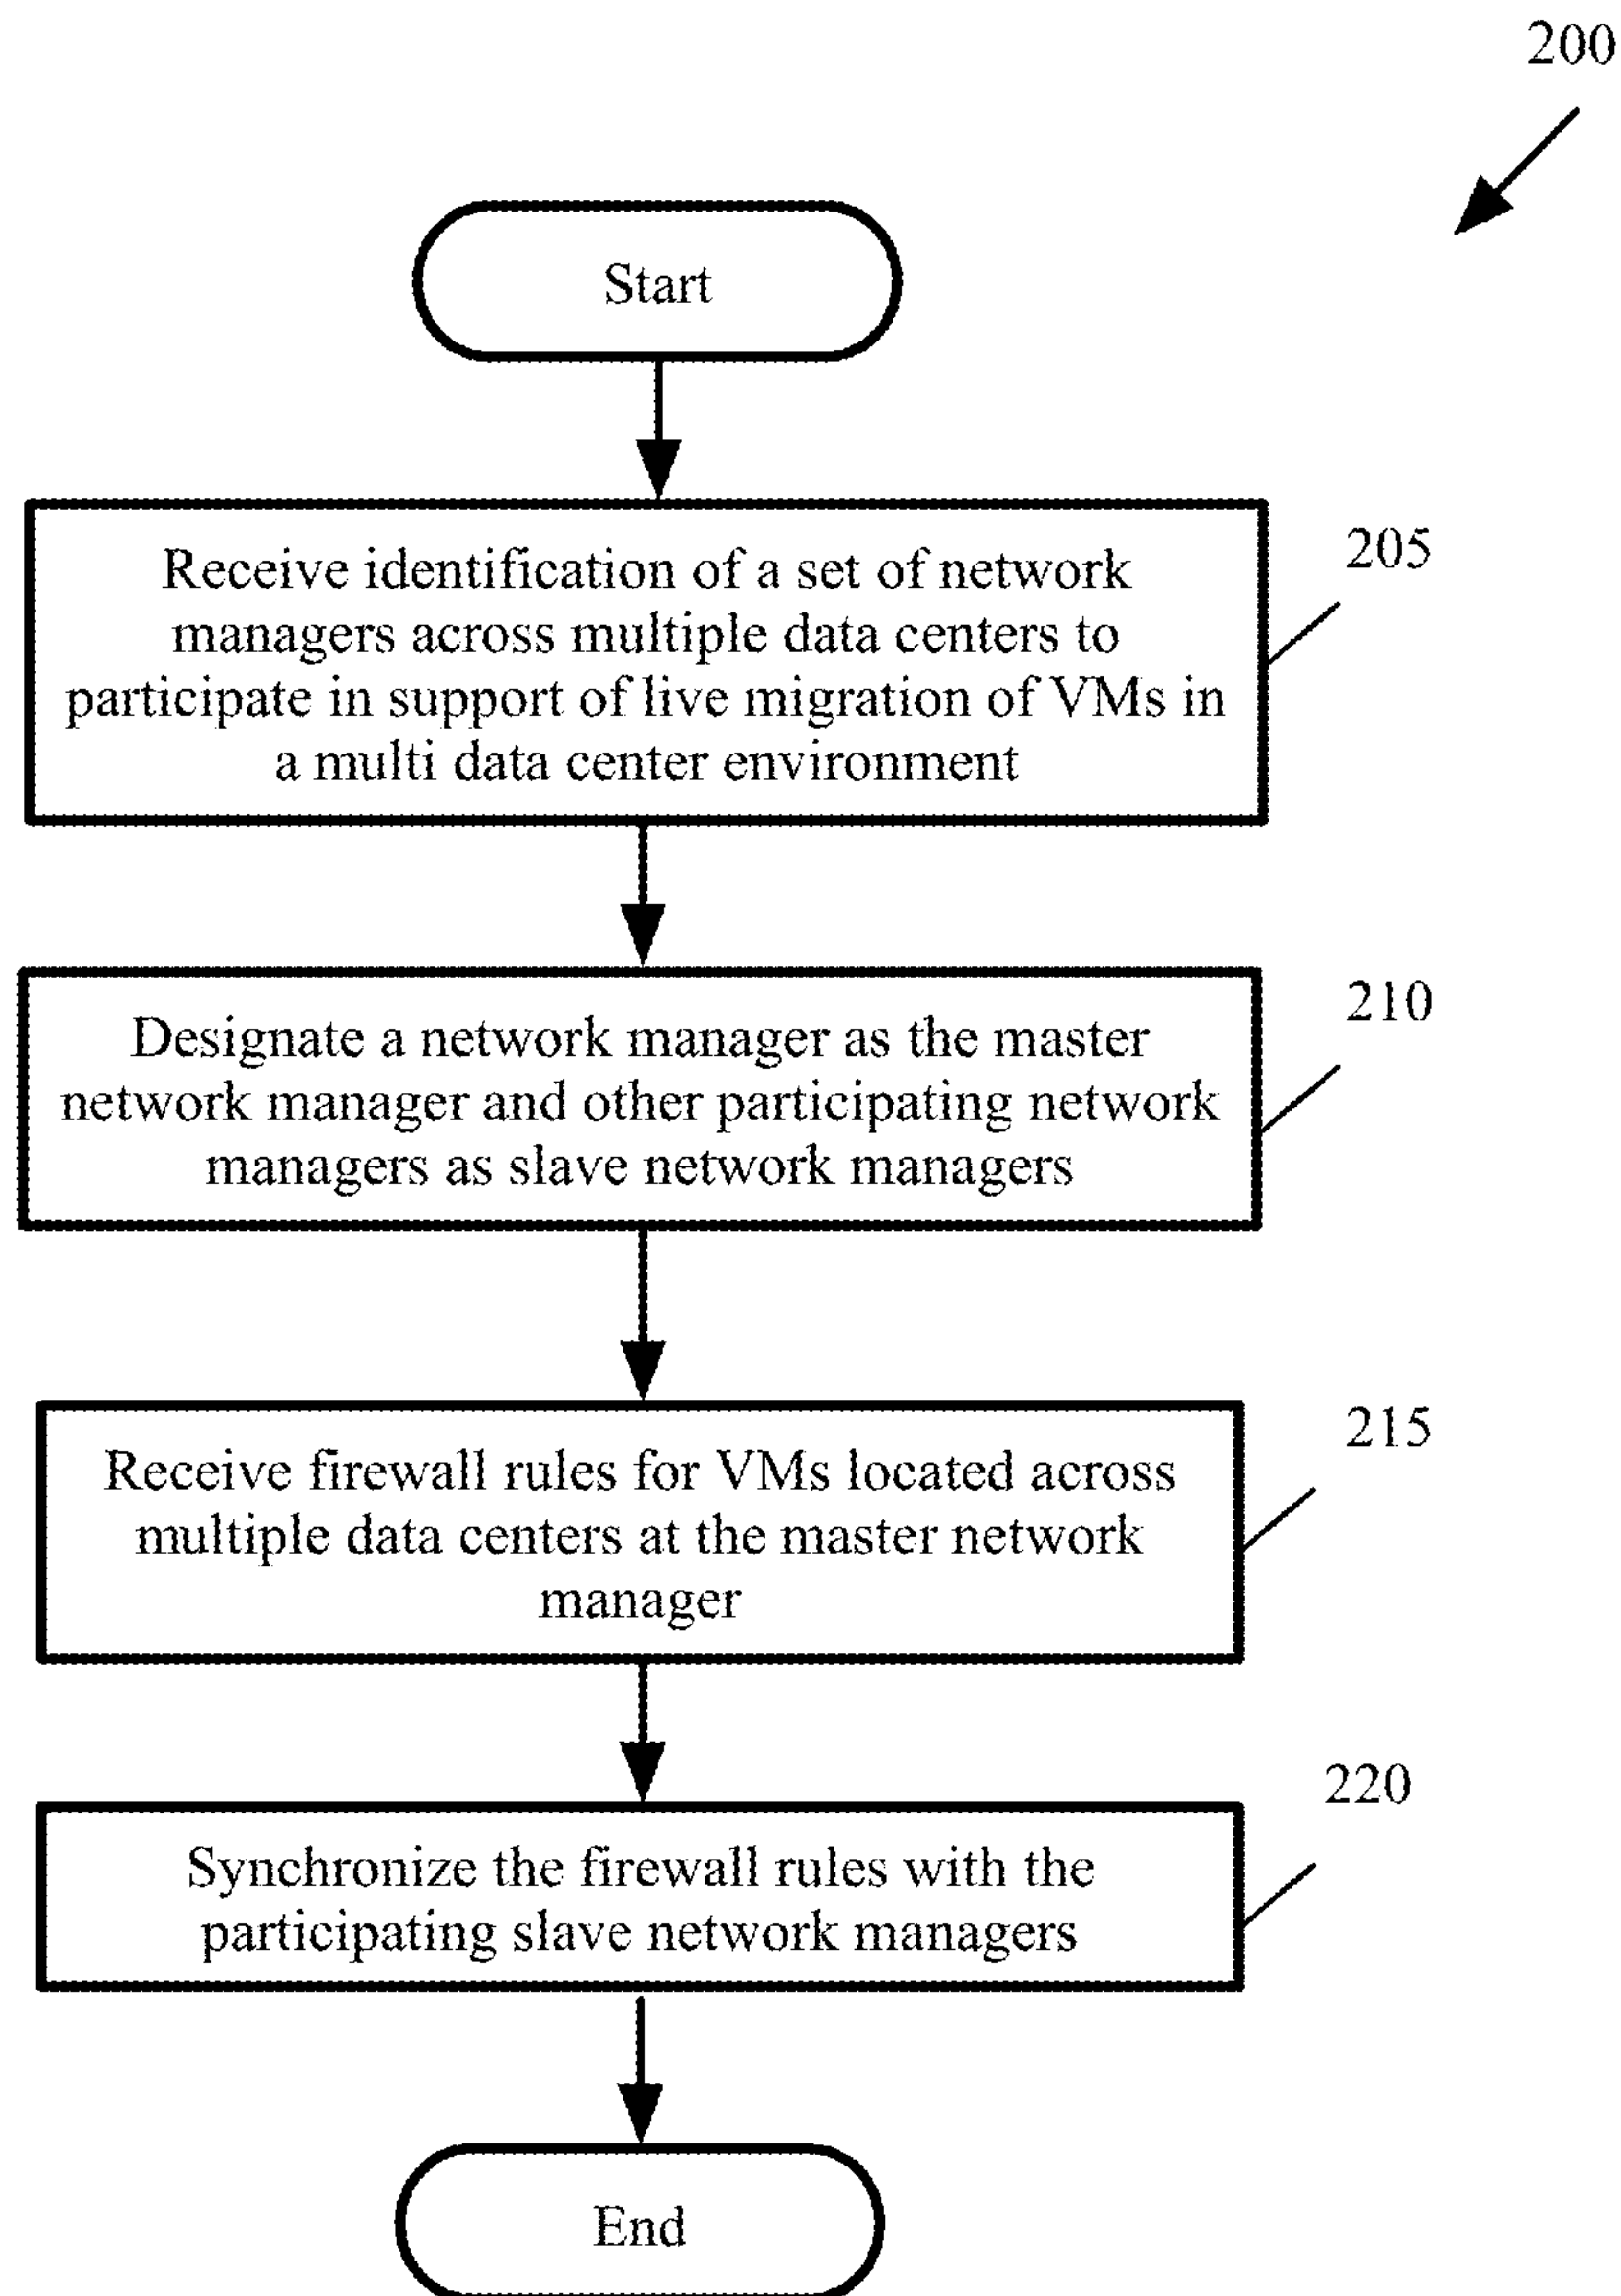 200
Start
Receive identification of a set of network
managers across multiple data centers to
participate in support of live migration of VMs in
a multi data center environment
205
Designate a network manager as the master
network manager and other participating network
managers as slave network managers
210
Receive firewall rules for VMs located across
multiple data centers at the master network
manager
215
Synchronize the firewall rules with the
participating slave network managers
220
End